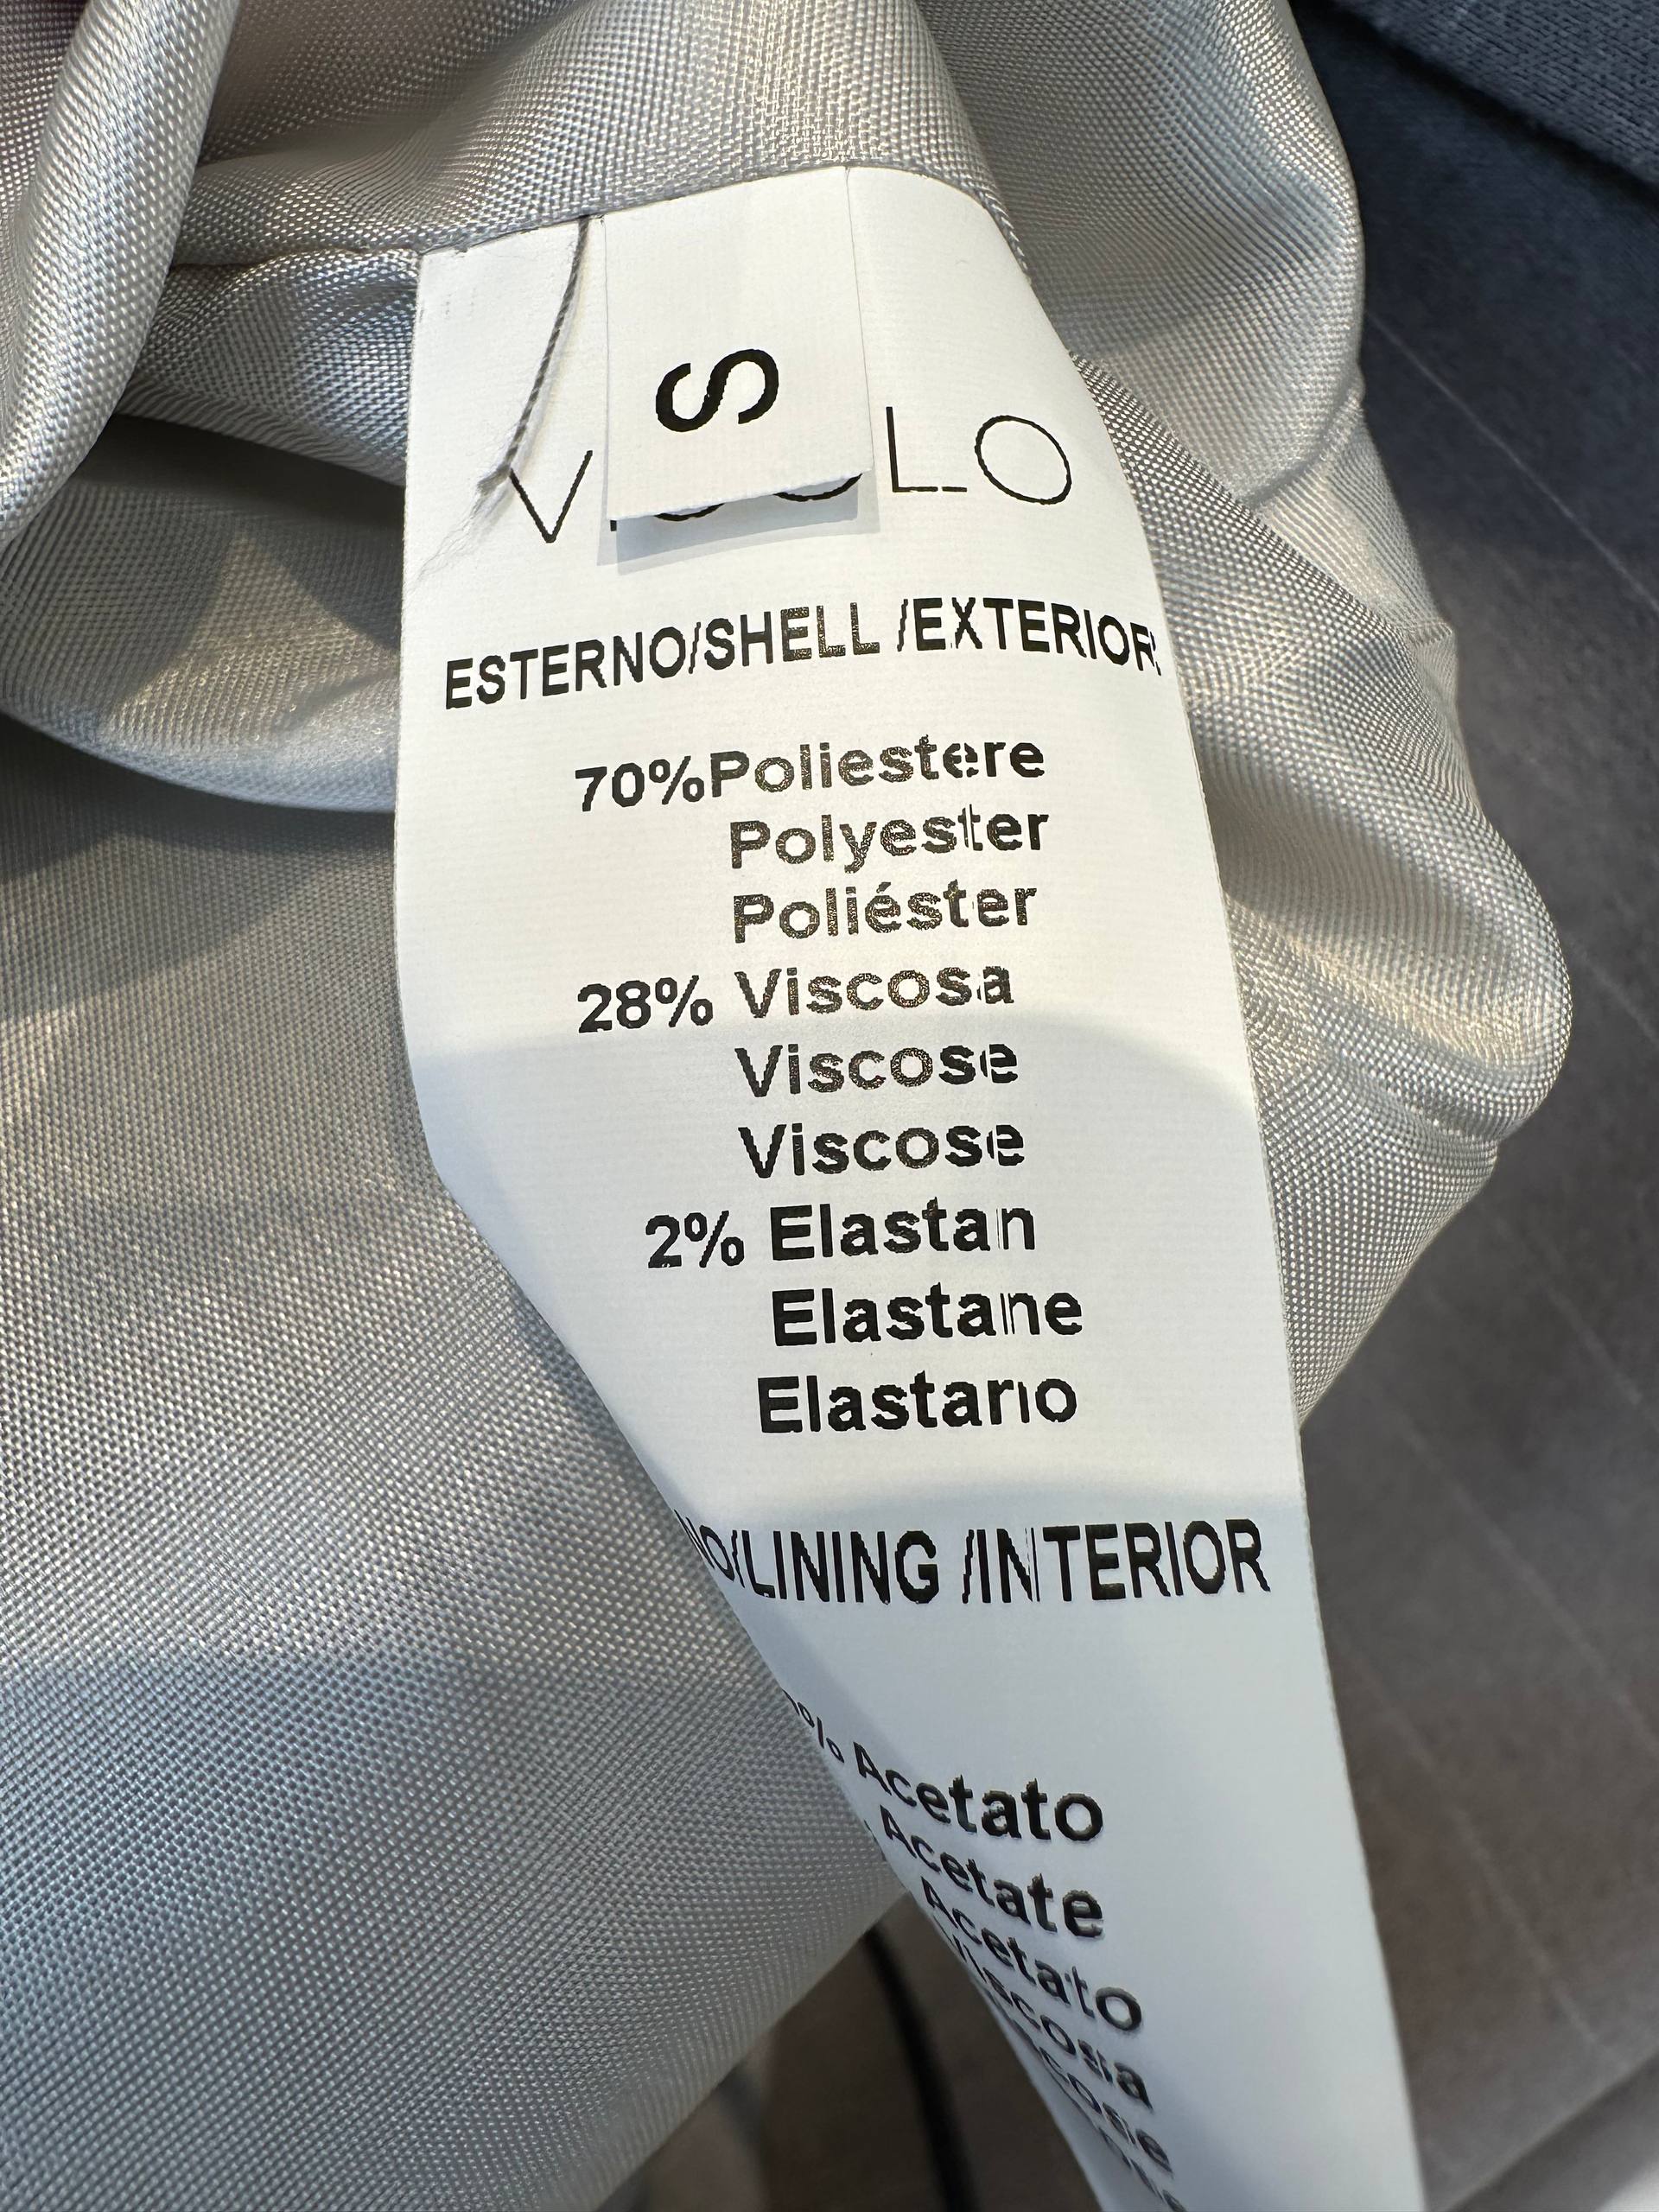 S
LO
ESTERNO/SHELL /EXTERIOR
70%Poliestere
Polyester
Poliéster
28% Viscosa
Viscose
Viscose
2% Elastan
Elastane
Elastano
/LINING /INTERIOR
Acetato
Acetate
Acetato